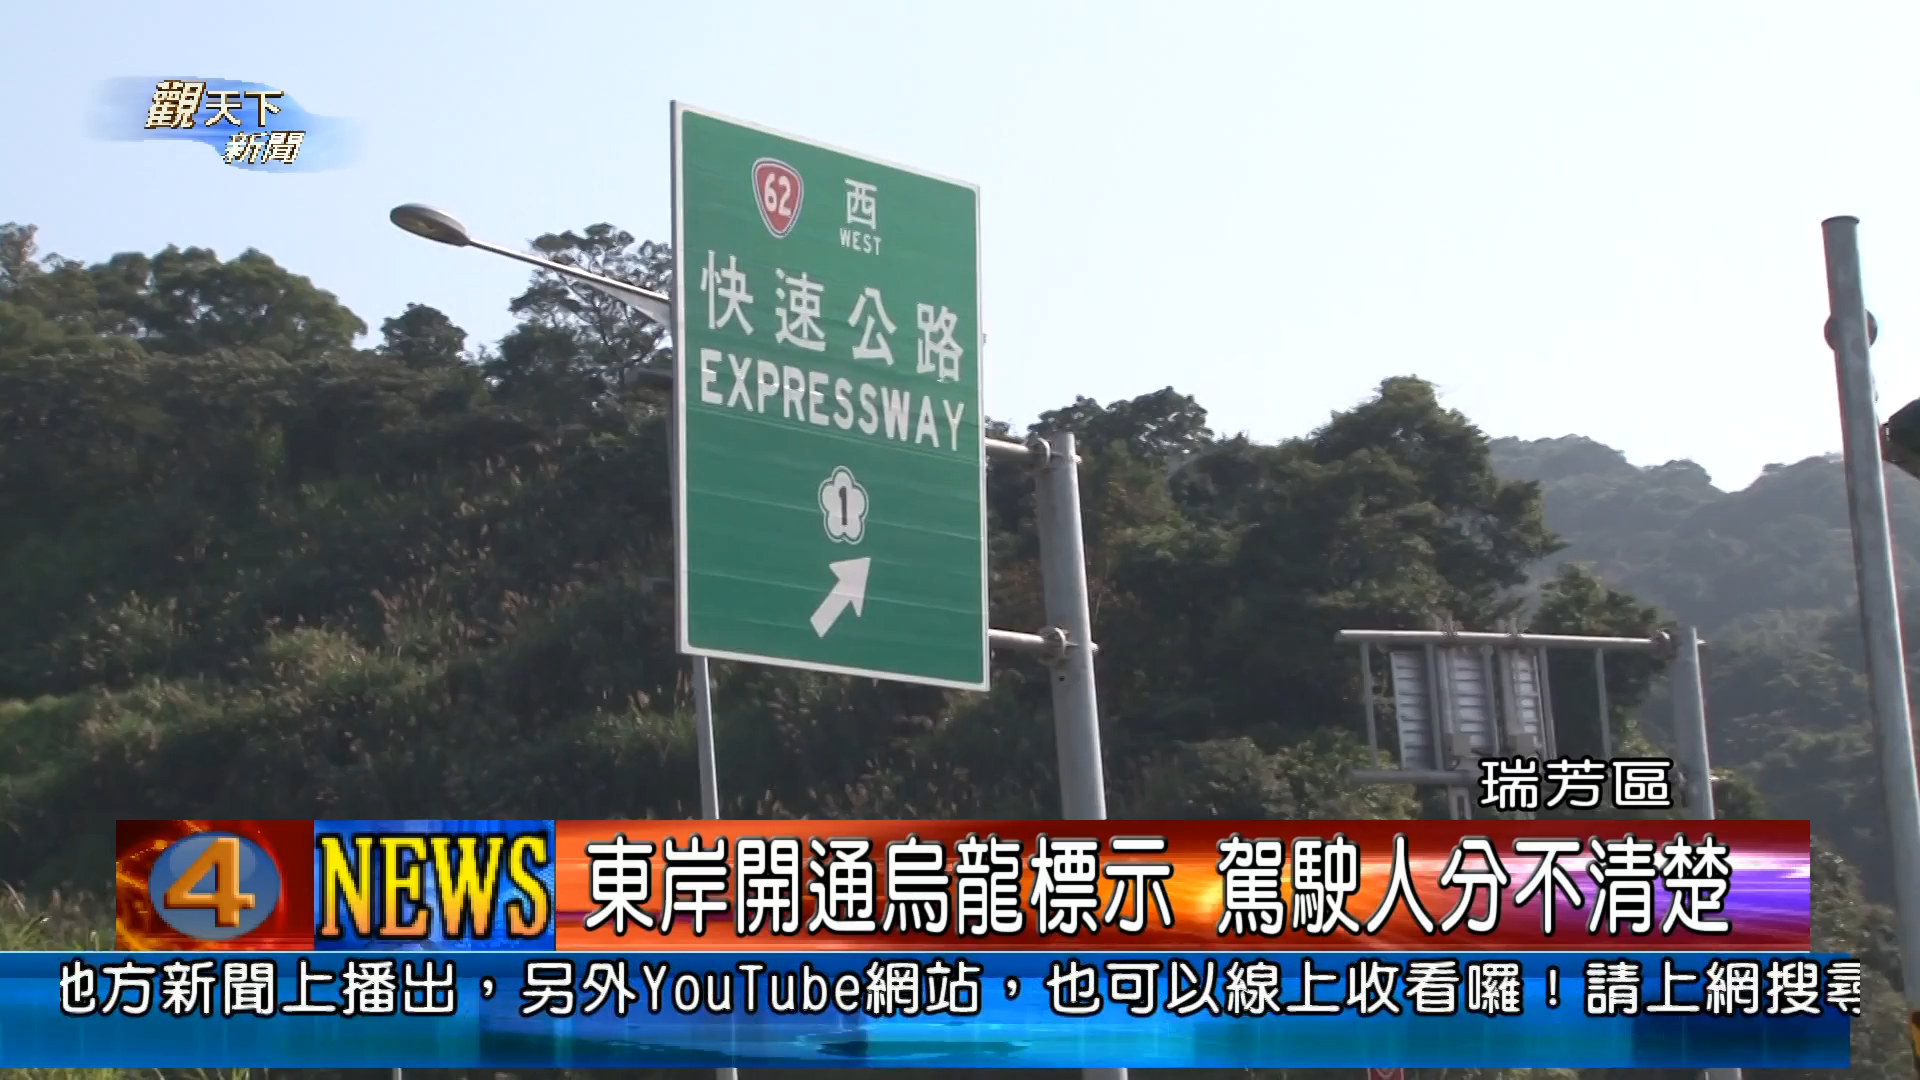 觀天下
新聞
62 西
WEST
快速公路
EXPRESSWAY
1
瑞芳區
4 NEWS 東岸開通烏龍標示 駕駛人分不清楚
地方新聞上播出，另外YouTube網站，也可以線上收看囉！請上網搜尋